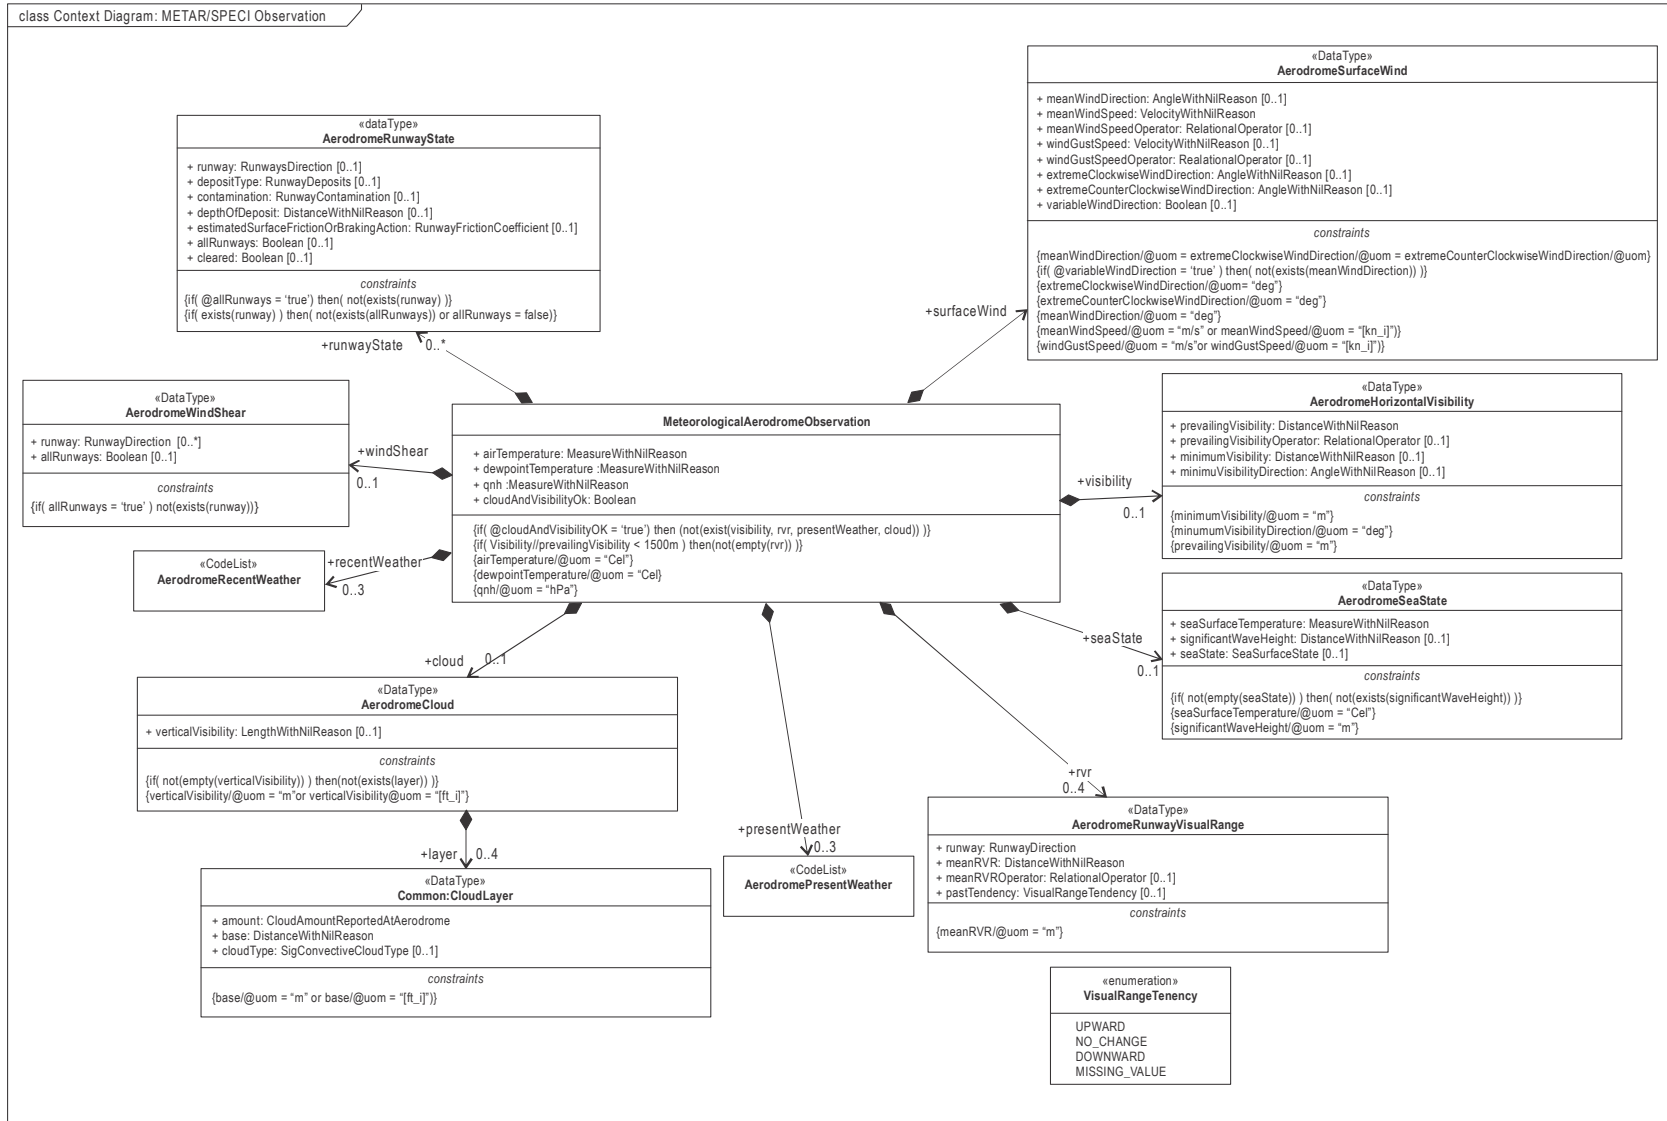 class Context Diagram: METAR/SPECI Observation
«DataType»
AerodromeSurfaceWind
+ meanWindDirection: AngleWithNilReason [0..1]
+ meanWindSpeed: VelocityWithNilReason
+ meanWindSpeedOperator: RelationalOperator [0..1]
+ windGustSpeed: VelocityWithNilReason [0..1]
+ windGustSpeedOperator: RealationalOperator [0..1]
+ extremeClockwiseWindDirection: AngleWithNilReason [0..1]
+ extremeCounterClockwiseWindDirection: AngleWithNilReason [0..1]
+ variableWindDirection: Boolean [0..1]
constraints
{meanWindDirection/@uom = extremeClockwiseWindDirection/@uom = extremeCounterClockwiseWindDirection/@uom}
{if( @variableWindDirection = ‘true’ ) then( not(exists(meanWindDirection)) )}
{extremeClockwiseWindDirection/@uom= “deg”}
{extremeCounterClockwiseWindDirection/@uom = “deg”}
{meanWindDirection/@uom = “deg”}
{meanWindSpeed/@uom = “m/s” or meanWindSpeed/@uom = “[kn_i]”)}
{windGustSpeed/@uom = “m/s”or windGustSpeed/@uom = “[kn_i]”)}
«dataType»
AerodromeRunwayState
+ runway: RunwaysDirection [0..1]
+ depositType: RunwayDeposits [0..1]
+ contamination: RunwayContamination [0..1]
+ depthOfDeposit: DistanceWithNilReason [0..1]
+ estimatedSurfaceFrictionOrBrakingAction: RunwayFrictionCoefficient [0..1]
+ allRunways: Boolean [0..1]
+ cleared: Boolean [0..1]
constraints
{if( @allRunways = ‘true’) then( not(exists(runway) )}
{if( exists(runway) ) then( not(exists(allRunways)) or allRunways = false)}
+surfaceWind
+runwayState
0..*
«DataType»
AerodromeWindShear
+ runway: RunwayDirection [0..*]
+ allRunways: Boolean [0..1]
constraints
{if( allRunways = ‘true’ ) not(exists(runway))}
+windShear
0..1
MeteorologicalAerodromeObservation
+ airTemperature: MeasureWithNilReason
+ dewpointTemperature :MeasureWithNilReason
+ qnh :MeasureWithNilReason
+ cloudAndVisibilityOk: Boolean
{if( @cloudAndVisibilityOK = ‘true’) then (not(exist(visibility, rvr, presentWeather, cloud)) )}
{if( Visibility//prevailingVisibility < 1500m ) then(not(empty(rvr)) )}
{airTemperature/@uom = “Cel”}
{dewpointTemperature/@uom = “Cel}
{qnh/@uom = “hPa”}
+visibility
0..1
«DataType»
AerodromeHorizontalVisibility
+ prevailingVisibility: DistanceWithNilReason
+ prevailingVisibilityOperator: RelationalOperator [0..1]
+ minimumVisibility: DistanceWithNilReason [0..1]
+ minimuVisibilityDirection: AngleWithNilReason [0..1]
constraints
{minimumVisibility/@uom = “m”}
{minumumVisibilityDirection/@uom = “deg”}
{prevailingVisibility/@uom = “m”}
+recentWeather
0..3
«CodeList»
AerodromeRecentWeather
+seaState
0..1
«DataType»
AerodromeSeaState
+ seaSurfaceTemperature: MeasureWithNilReason
+ significantWaveHeight: DistanceWithNilReason [0..1]
+ seaState: SeaSurfaceState [0..1]
constraints
{if( not(empty(seaState)) ) then( not(exists(significantWaveHeight)) )}
{seaSurfaceTemperature/@uom = “Cel”}
{significantWaveHeight/@uom = “m”}
+cloud
0..1
«DataType»
AerodromeCloud
+ verticalVisibility: LengthWithNilReason [0..1]
constraints
{if( not(empty(verticalVisibility)) ) then(not(exists(layer)) )}
{verticalVisibility/@uom = “m”or verticalVisibility@uom = “[ft_i]”}
+layer
0..4
«DataType»
Common:CloudLayer
+ amount: CloudAmountReportedAtAerodrome
+ base: DistanceWithNilReason
+ cloudType: SigConvectiveCloudType [0..1]
constraints
{base/@uom = “m” or base/@uom = “[ft_i]”)}
+presentWeather
0..3
«CodeList»
AerodromePresentWeather
+rvr
0..4
«DataType»
AerodromeRunwayVisualRange
+ runway: RunwayDirection
+ meanRVR: DistanceWithNilReason
+ meanRVROperator: RelationalOperator [0..1]
+ pastTendency: VisualRangeTendency [0..1]
constraints
{meanRVR/@uom = “m”}
«enumeration»
VisualRangeTenency
UPWARD
NO_CHANGE
DOWNWARD
MISSING_VALUE